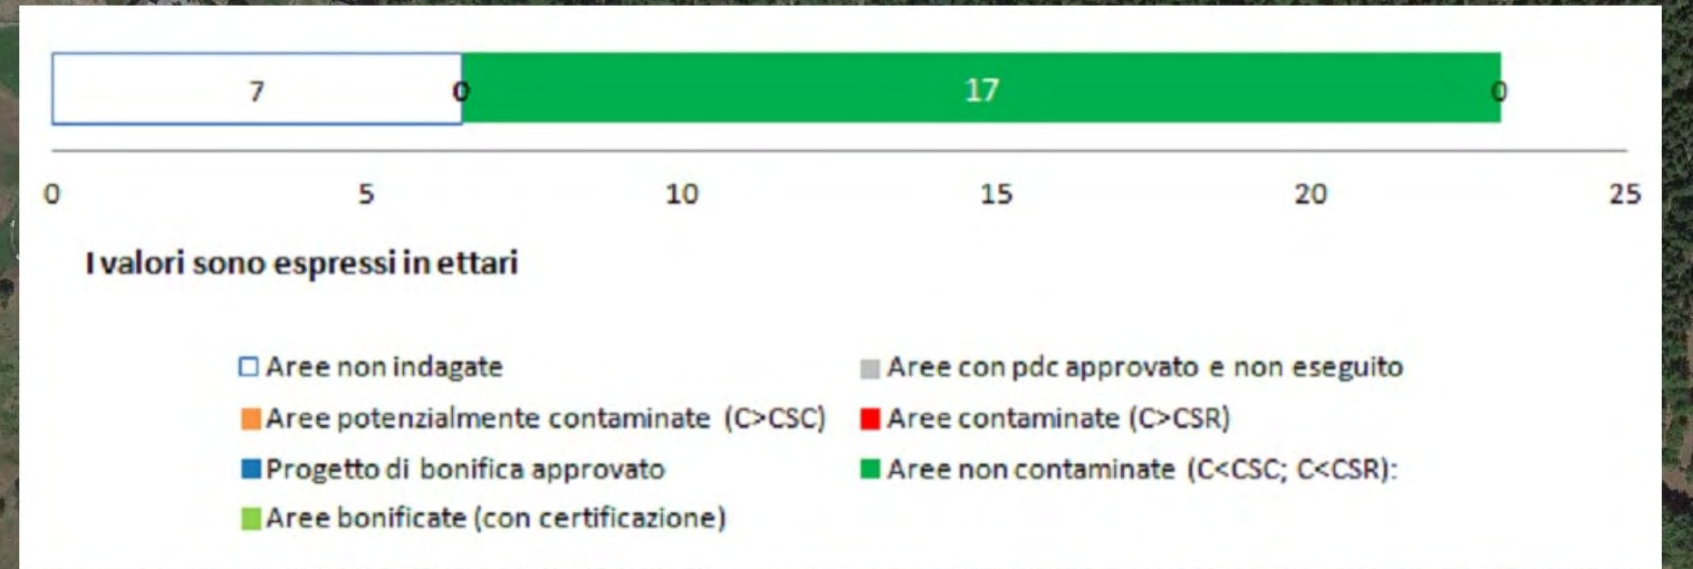 7 0 17 0
0 5 10 15 20 25
I valori sono espressi in ettari
Aree non indagate Aree con pdc approvato e non eseguito
Aree potenzialmente contaminate (C>CSC) Aree contaminate (C>CSR)
Progetto di bonifica approvato Aree non contaminate (C<CSC; C<CSR):
Aree bonificate (con certificazione)